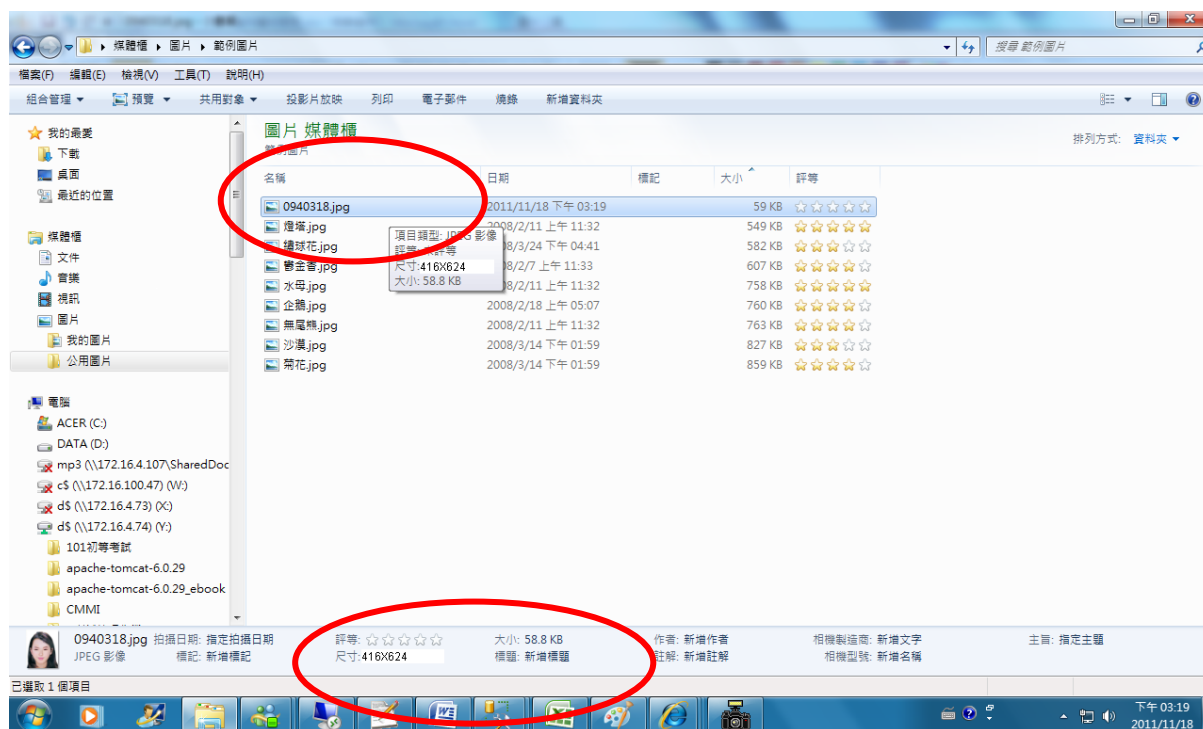 媒體櫃 ▸ 圖片 ▸ 範例圖片
搜尋 範例圖片
檔案(F) 編輯(E) 檢視(V) 工具(T) 說明(H)
組合管理 預覽 共用對象 投影片放映 列印 電子郵件 燒錄 新增資料夾
我的最愛
下載
桌面
最近的位置
媒體櫃
文件
音樂
視訊
圖片
我的圖片
公用圖片
電腦
ACER (C:)
DATA (D:)
mp3 (\\172.16.4.107\SharedDoc
c$ (\\172.16.100.47) (W:)
d$ (\\172.16.4.73) (X:)
d$ (\\172.16.4.74) (Y:)
101初等考試
apache-tomcat-6.0.29
apache-tomcat-6.0.29_ebook
CMMI
圖片 媒體櫃
範例圖片
排列方式: 資料夾
名稱 日期 標記 大小 評等
0940318.jpg 2011/11/18 下午 03:19 59 KB
燈塔.jpg 2008/2/11 上午 11:32 549 KB
繡球花.jpg 2008/3/24 下午 04:41 582 KB
鬱金香.jpg 2008/2/7 上午 11:33 607 KB
水母.jpg 2008/2/11 上午 11:32 758 KB
企鵝.jpg 2008/2/18 上午 05:07 760 KB
無尾熊.jpg 2008/2/11 上午 11:32 763 KB
沙漠.jpg 2008/3/14 下午 01:59 827 KB
菊花.jpg 2008/3/14 下午 01:59 859 KB
項目類型: JPEG 影像
評等: 未評等
尺寸:416X624
大小: 58.8 KB
0940318.jpg 拍攝日期: 指定拍攝日期 評等: 大小: 58.8 KB 作者: 新增作者 相機製造商: 新增文字 主旨: 指定主題
JPEG 影像 標記: 新增標記 尺寸:416X624 標題: 新增標題 註解: 新增註解 相機型號: 新增名稱
已選取 1 個項目
下午 03:19
2011/11/18